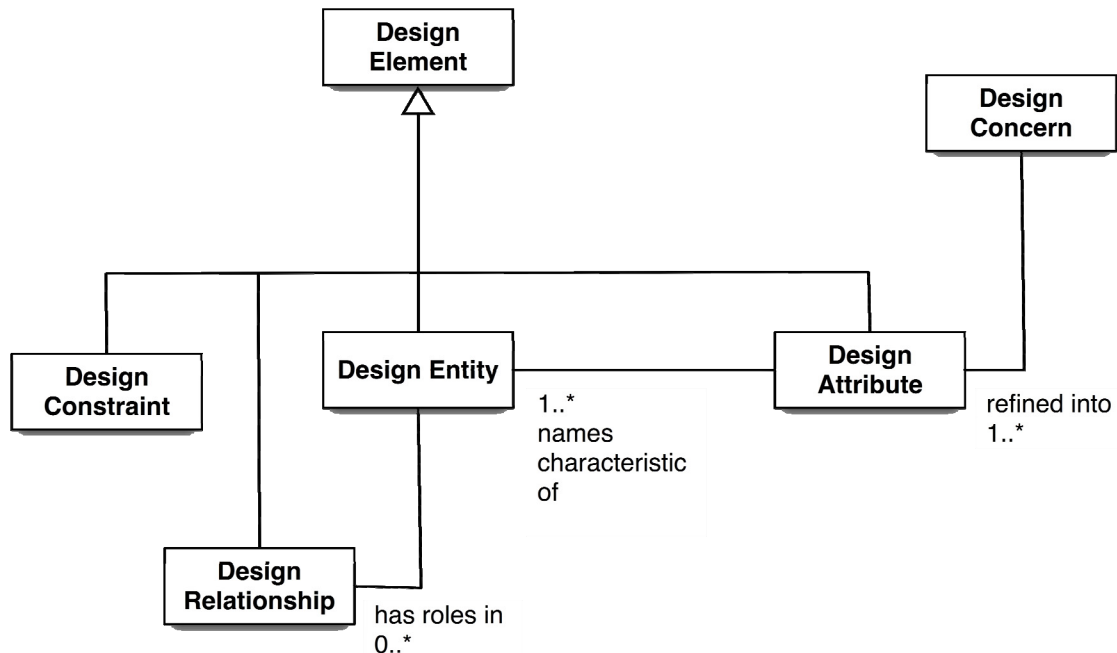 Design
Element
Design
Concern
Design
Constraint
Design Entity
Design
Attribute
1..*
names
characteristic
of
refined into
1..*
Design
Relationship
has roles in
0..*